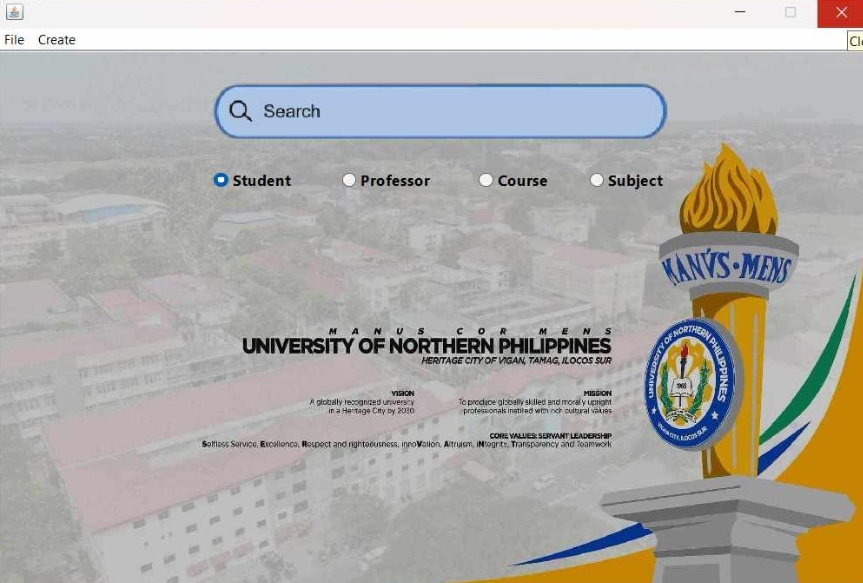 File Create
Clo
Search
Student Professor Course Subject
MANVS · MENS
MANUS COR MENS
UNIVERSITY OF NORTHERN PHILIPPINES
HERITAGE CITY OF VIGAN, TAMAG, ILOCOS SUR
UNIVERSITY OF NORTHERN PHILIPPINES
1965
VIGAN CITY, ILOCOS SUR
VISION
A globally recognized university
in a Heritage City by 2030
MISSION
To produce globally skilled and morally upright
professionals instilled with rich cultural values
CORE VALUES: SERVANT LEADERSHIP
Selfless Service, Excellence, Respect and righteousness, innoVation, Altruism, iNtegrity, Transparency and Teamwork